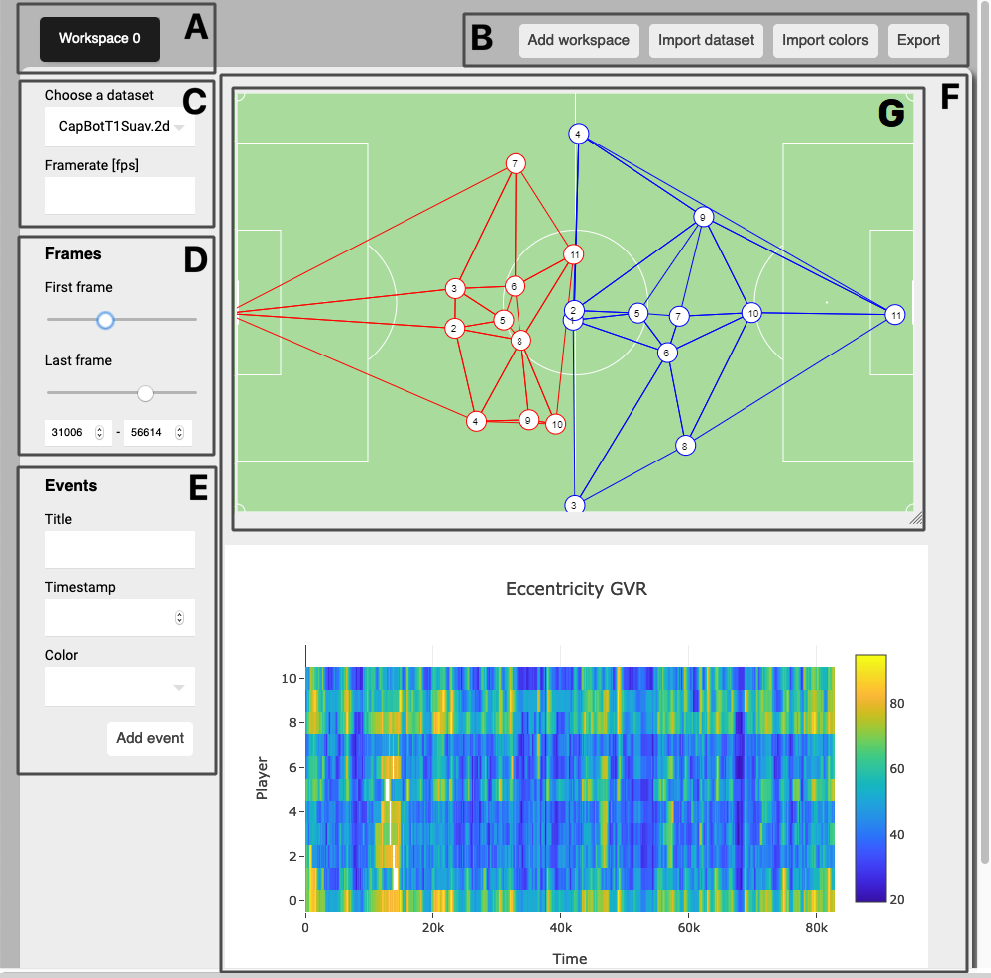 Workspace 0
A
B
Add workspace
Import dataset
Import colors
Export
C
Choose a dataset
CapBotT1Suav.2d
Framerate [fps]
D
Frames
First frame
Last frame
31006 - 56614
E
Events
Title
Timestamp
Color
Add event
F
G
4
7
9
11
3
6
2
1
5
7
10
11
2
5
8
6
4
9
10
8
3
Eccentricity GVR
Player
10
8
6
4
2
0
0
20k
40k
60k
80k
Time
80
60
40
20